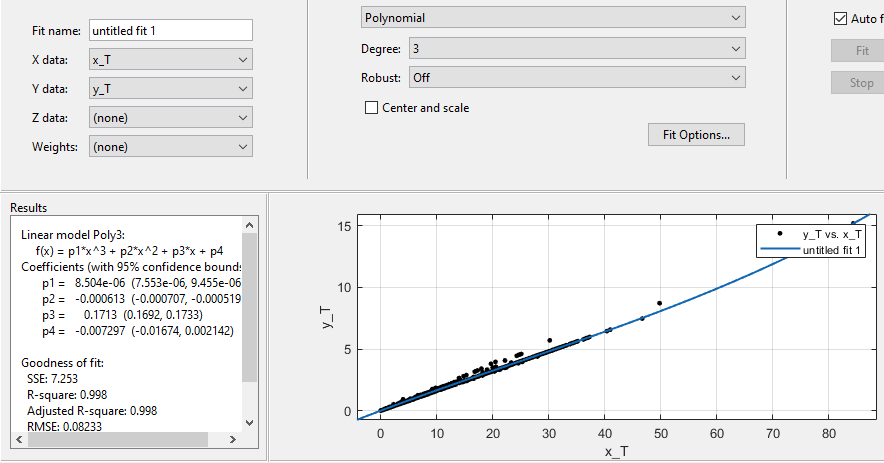 Fit name: untitled fit 1
X data: x_T
Y data: y_T
Z data: (none)
Weights: (none)
Polynomial
Degree: 3
Robust: Off
Center and scale
Fit Options...
Auto f
Fit
Stop
Results
Linear model Poly3:
f(x) = p1*x^3 + p2*x^2 + p3*x + p4
Coefficients (with 95% confidence bounds
p1 = 8.504e-06 (7.553e-06, 9.455e-06
p2 = -0.000613 (-0.000707, -0.000519
p3 = 0.1713 (0.1692, 0.1733)
p4 = -0.007297 (-0.01674, 0.002142)
Goodness of fit:
SSE: 7.253
R-square: 0.998
Adjusted R-square: 0.998
RMSE: 0.08233
y_T vs. x_T
untitled fit 1
15
10
5
0
y_T
0 10 20 30 40 50 60 70 80
x_T